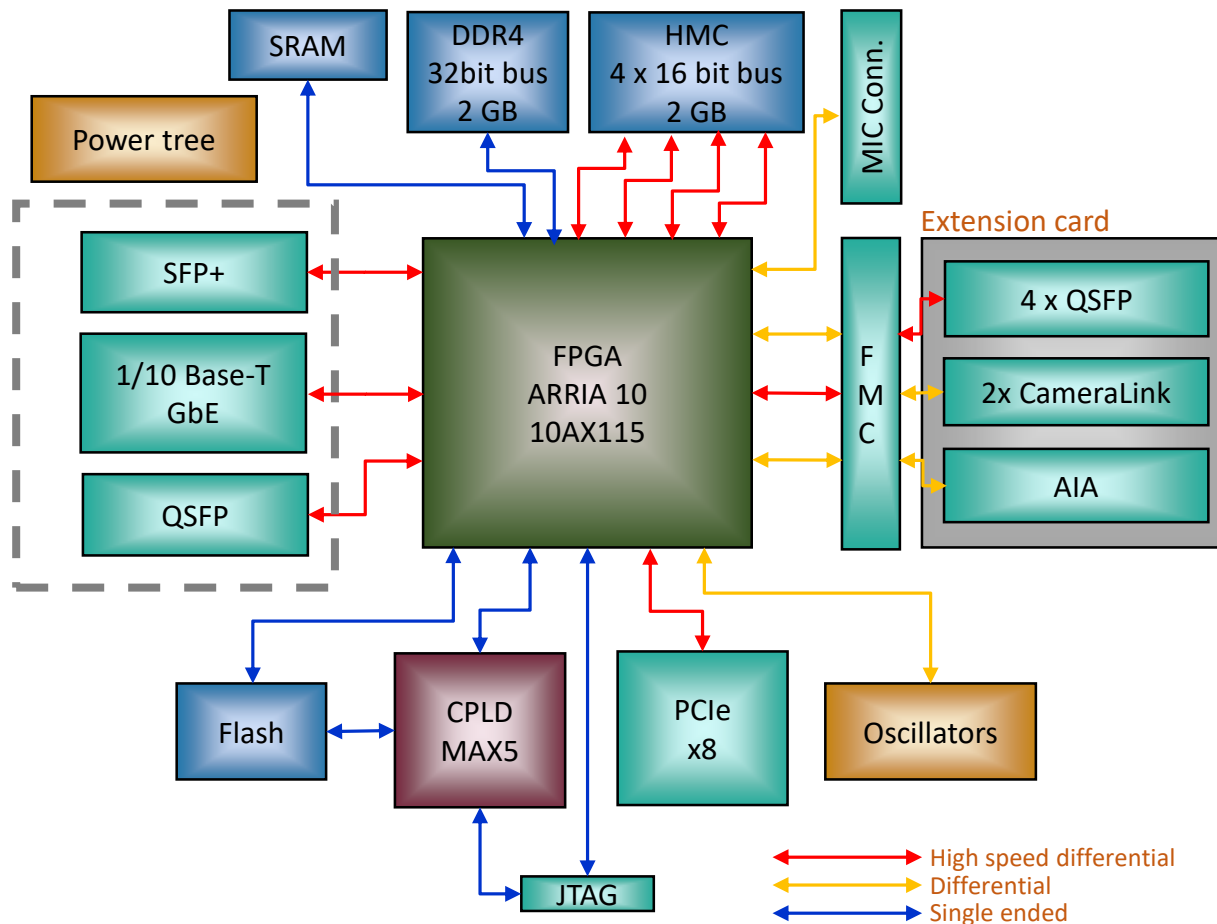 SRAM
DDR4
32bit bus
2 GB
HMC
4 x 16 bit bus
2 GB
MIC Conn.
Power tree
Extension card
SFP+
1/10 Base-T
GbE
QSFP
FPGA
ARRIA 10
10AX115
F
M
C
4 x QSFP
2x CameraLink
AIA
Flash
CPLD
MAX5
PCIe
x8
Oscillators
JTAG
High speed differential
Differential
Single ended